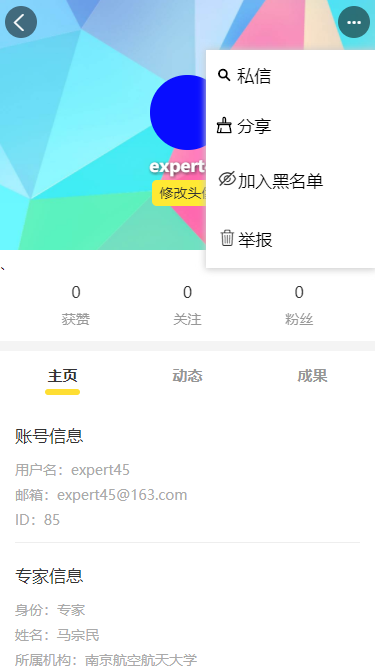 私信
分享
加入黑名单
举报
expert
修改头像
、
0 0 0
获赞 关注 粉丝
主页 动态 成果
账号信息
用户名：expert45
邮箱：expert45@163.com
ID：85
专家信息
身份：专家
姓名：马宗民
所属机构：南京航空航天大学